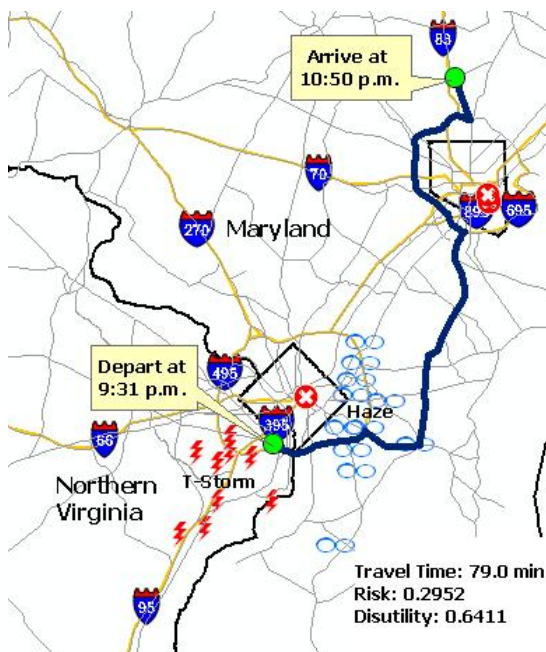 83
Arrive at
10:50 p.m.
70
695
270
Maryland
495
Depart at
9:31 p.m.
395
Haze
66
T-Storm
Northern
Virginia
95
Travel Time: 79.0 min
Risk: 0.2952
Disutility: 0.6411